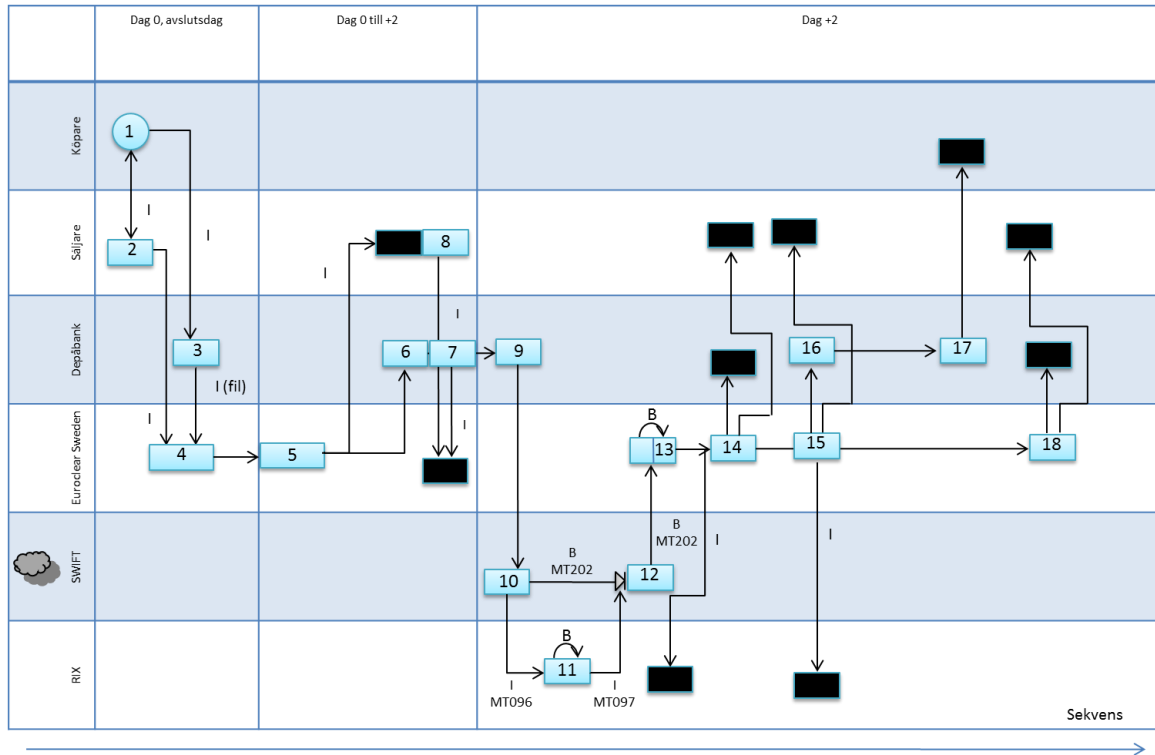 Dag 0, avslutsdag
Dag 0 till +2
Dag +2
Köpare
1
I
I
Säljare
2
8
I
Depåbank
3
I (fil)
6
7
I
9
16
17
Euroclear Sweden
I
4
5
I
B
13
14
15
18
SWIFT
10
B
MT202
12
B
MT202
I
I
RIX
B
11
I
MT096
I
MT097
Sekvens